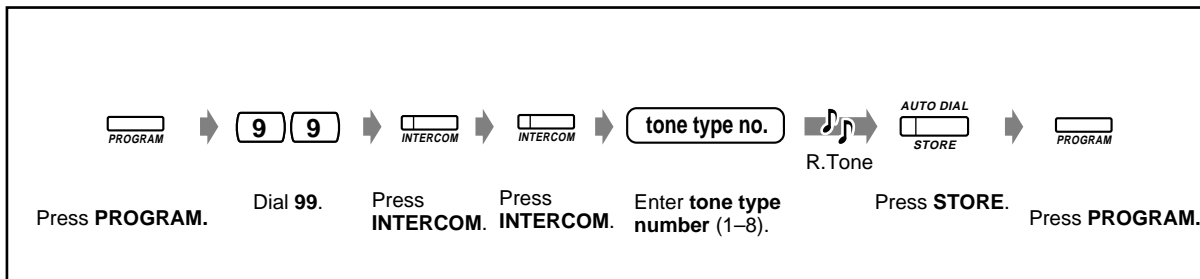 PROGRAM
9 9
INTERCOM
INTERCOM
tone type no.
R.Tone
AUTO DIAL
STORE
PROGRAM
Press PROGRAM.
Dial 99.
Press
INTERCOM.
Press
INTERCOM.
Enter tone type
number (1–8).
Press STORE.
Press PROGRAM.